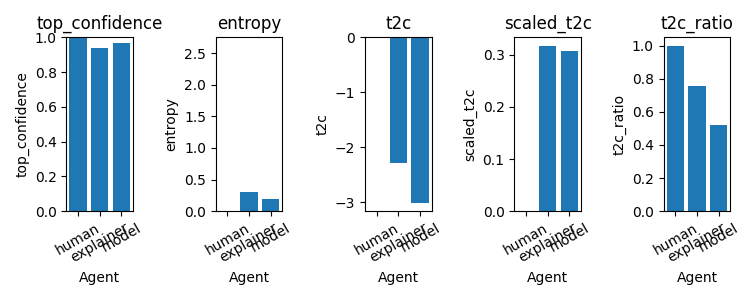 top_confidence
entropy
t2c
scaled_t2c
t2c_ratio
top_confidence
1.0
0.8
0.6
0.4
0.2
0.0
human
explainer
model
Agent
entropy
2.5
2.0
1.5
1.0
0.5
0.0
human
explainer
model
Agent
t2c
0
−1
−2
−3
human
explainer
model
Agent
scaled_t2c
0.3
0.2
0.1
0.0
human
explainer
model
Agent
t2c_ratio
1.0
0.8
0.6
0.4
0.2
0.0
human
explainer
model
Agent